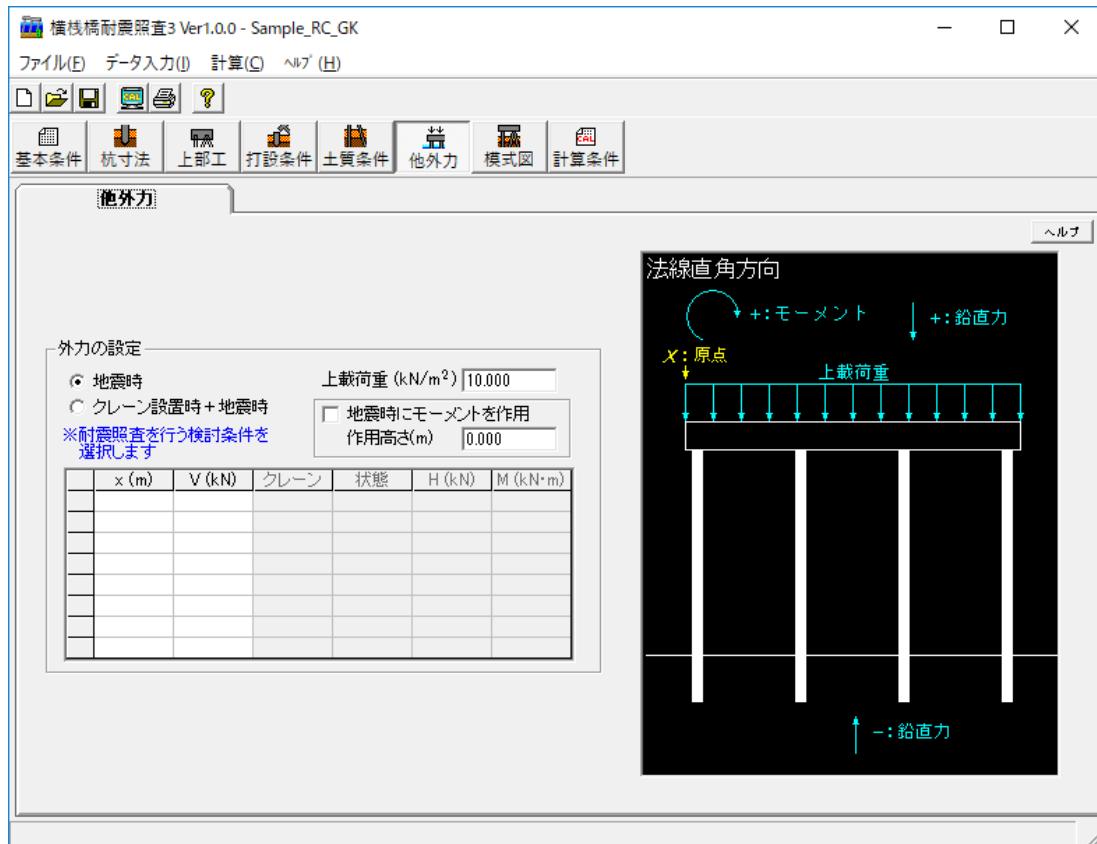 横桟橋耐震照査3 Ver1.0.0 - Sample_RC_GK
ファイル(F) データ入力(I) 計算(C) ヘルプ(H)
CAL ?
CAL
基本条件 杭寸法 上部工 打設条件 土質条件 他外力 模式図 計算条件
他外力
ヘルプ
外力の設定
地震時
クレーン設置時+地震時
※耐震照査を行う検討条件を
選択します
上載荷重 (kN/m²) 10.000
地震時にモーメントを作用
作用高さ(m) 0.000
x (m) V (kN) クレーン 状態 H (kN) M (kN・m)
法線直角方向
+:モーメント +:鉛直力
X:原点
上載荷重
-:鉛直力